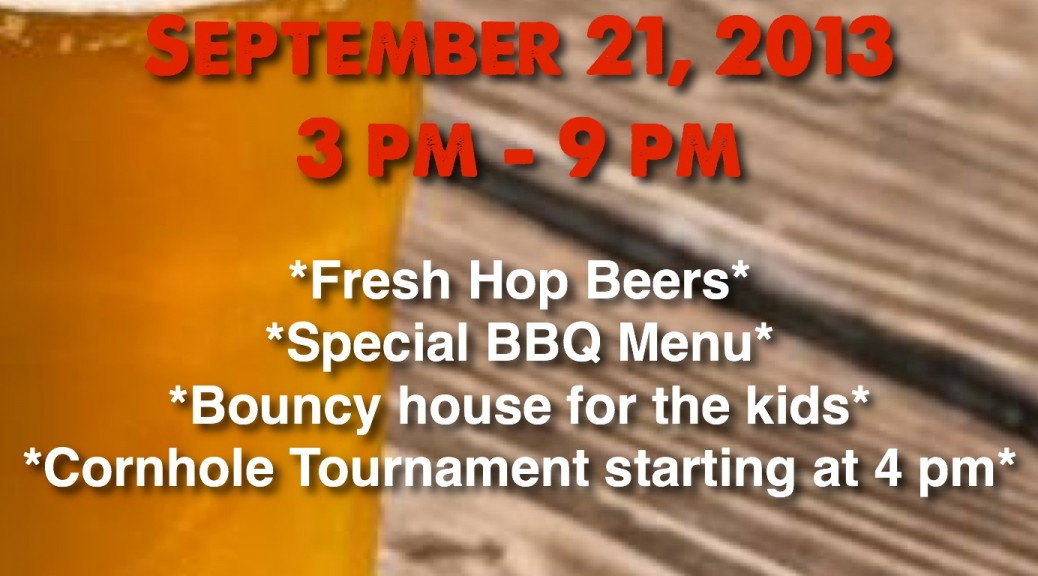 September 21, 2013
3 pm - 9 pm
*Fresh Hop Beers*
*Special BBQ Menu*
*Bouncy house for the kids*
*Cornhole Tournament starting at 4 pm*